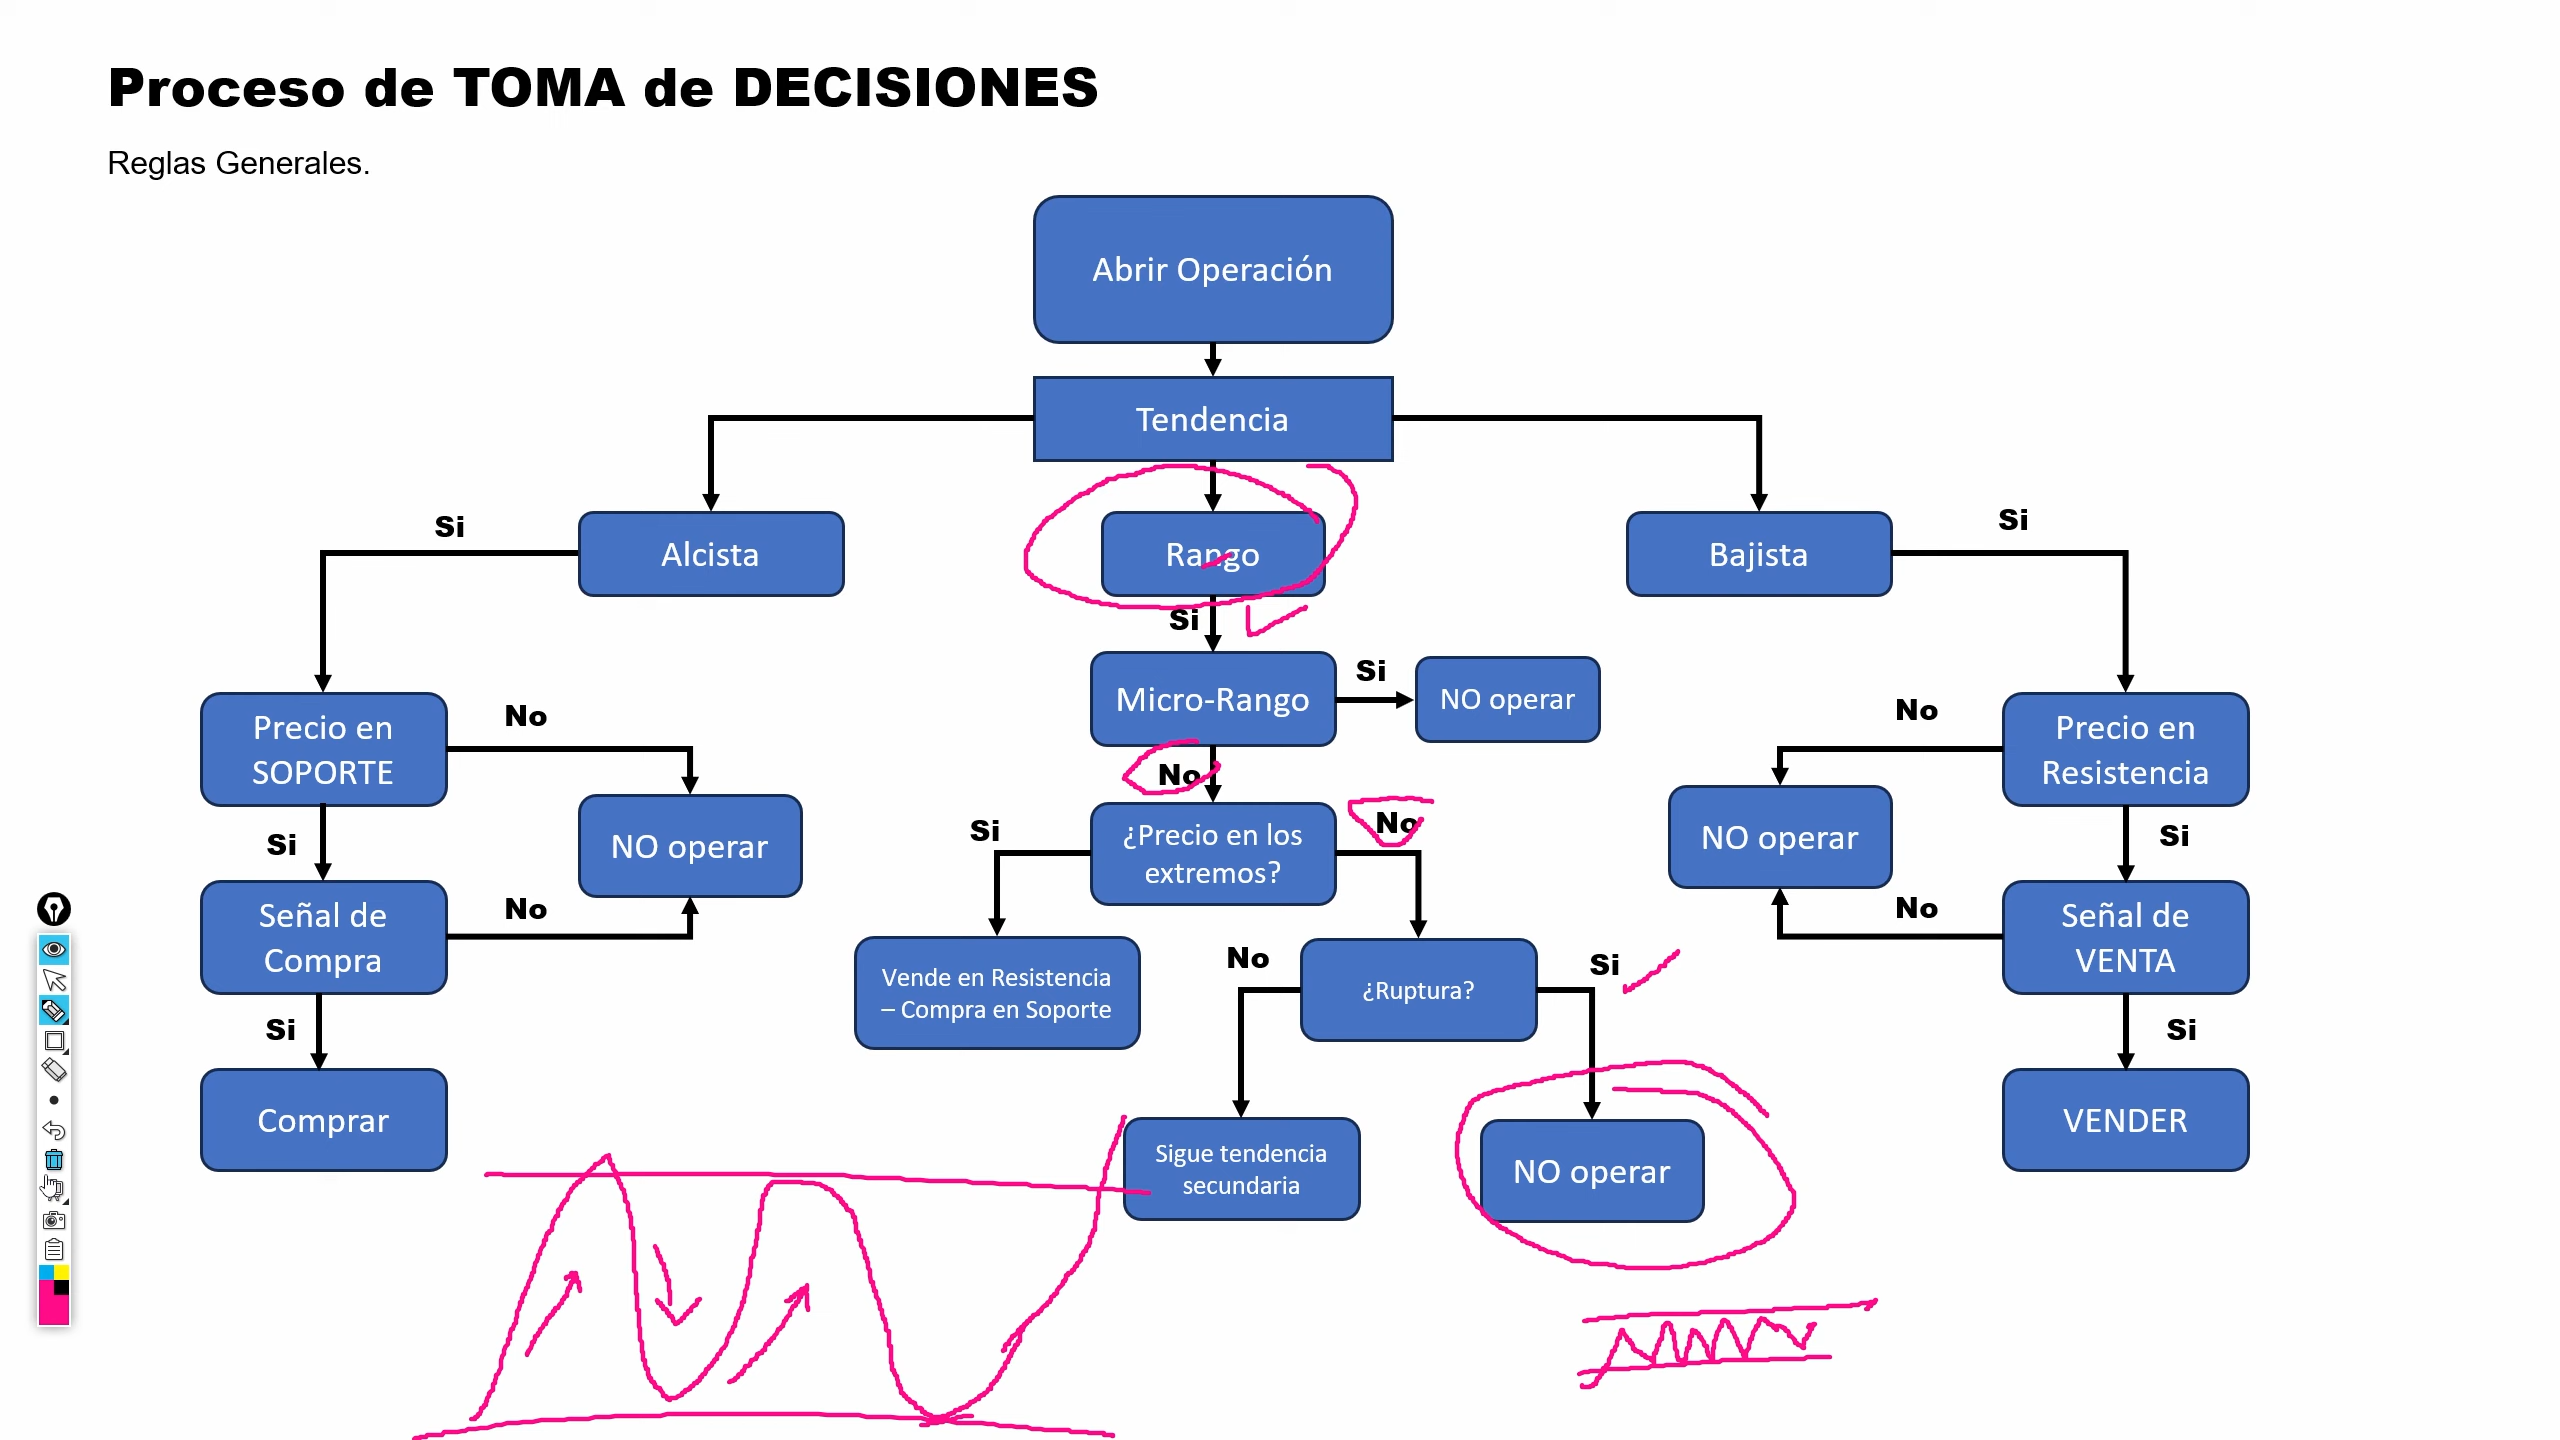 Proceso de TOMA de DECISIONES
Reglas Generales.
Abrir Operación
Tendencia
Alcista
Rango
Bajista
Si
Si
Si
Precio en
SOPORTE
No
Si
Señal de
Compra
No
NO operar
Si
Comprar
Micro-Rango
Si
NO operar
No
¿Precio en los
extremos?
Si
No
Vende en Resistencia
– Compra en Soporte
¿Ruptura?
No
Si
Sigue tendencia
secundaria
NO operar
Precio en
Resistencia
No
NO operar
Si
Señal de
VENTA
No
Si
VENDER